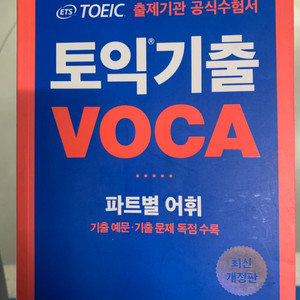 ETS TOEIC 출제기관 공식수험서
토익®기출
VOCA
파트별 어휘
기출 예문·기출 문제 독점 수록
최신
개정판